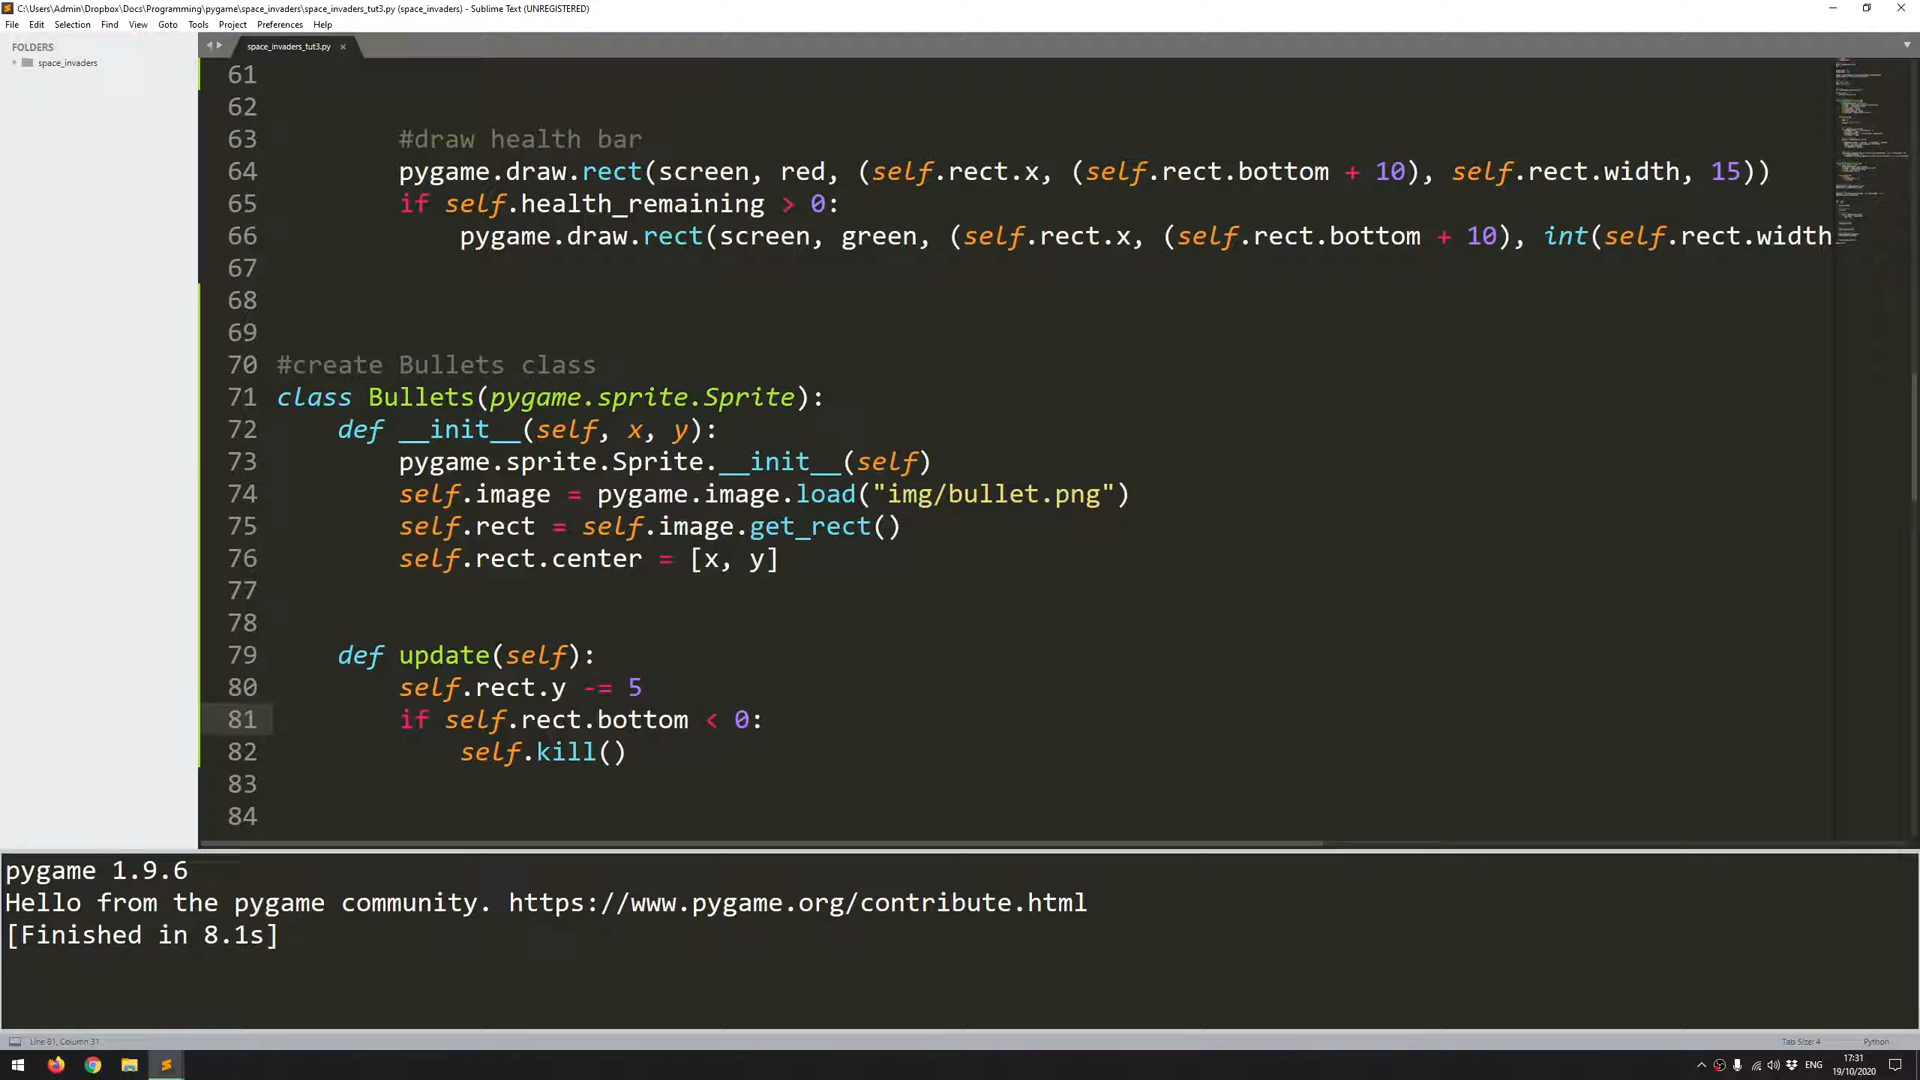 C:\Users\Admin\Dropbox\Docs\Programming\pygame\space_invaders\space_invaders_tut3.py (space_invaders) - Sublime Text (UNREGISTERED)
File Edit Selection Find View Goto Tools Project Preferences Help
FOLDERS
space_invaders
space_invaders_tut3.py
61
62
63 #draw health bar
64 pygame.draw.rect(screen, red, (self.rect.x, (self.rect.bottom + 10), self.rect.width, 15))
65 if self.health_remaining > 0:
66 pygame.draw.rect(screen, green, (self.rect.x, (self.rect.bottom + 10), int(self.rect.width
67
68
69
70 #create Bullets class
71 class Bullets(pygame.sprite.Sprite):
72 def __init__(self, x, y):
73 pygame.sprite.Sprite.__init__(self)
74 self.image = pygame.image.load("img/bullet.png")
75 self.rect = self.image.get_rect()
76 self.rect.center = [x, y]
77
78
79 def update(self):
80 self.rect.y -= 5
81 if self.rect.bottom < 0:
82 self.kill()
83
84
pygame 1.9.6
Hello from the pygame community. https://www.pygame.org/contribute.html
[Finished in 8.1s]
Line 81, Column 31
Tab Size: 4
Python
ENG
17:31
19/10/2020